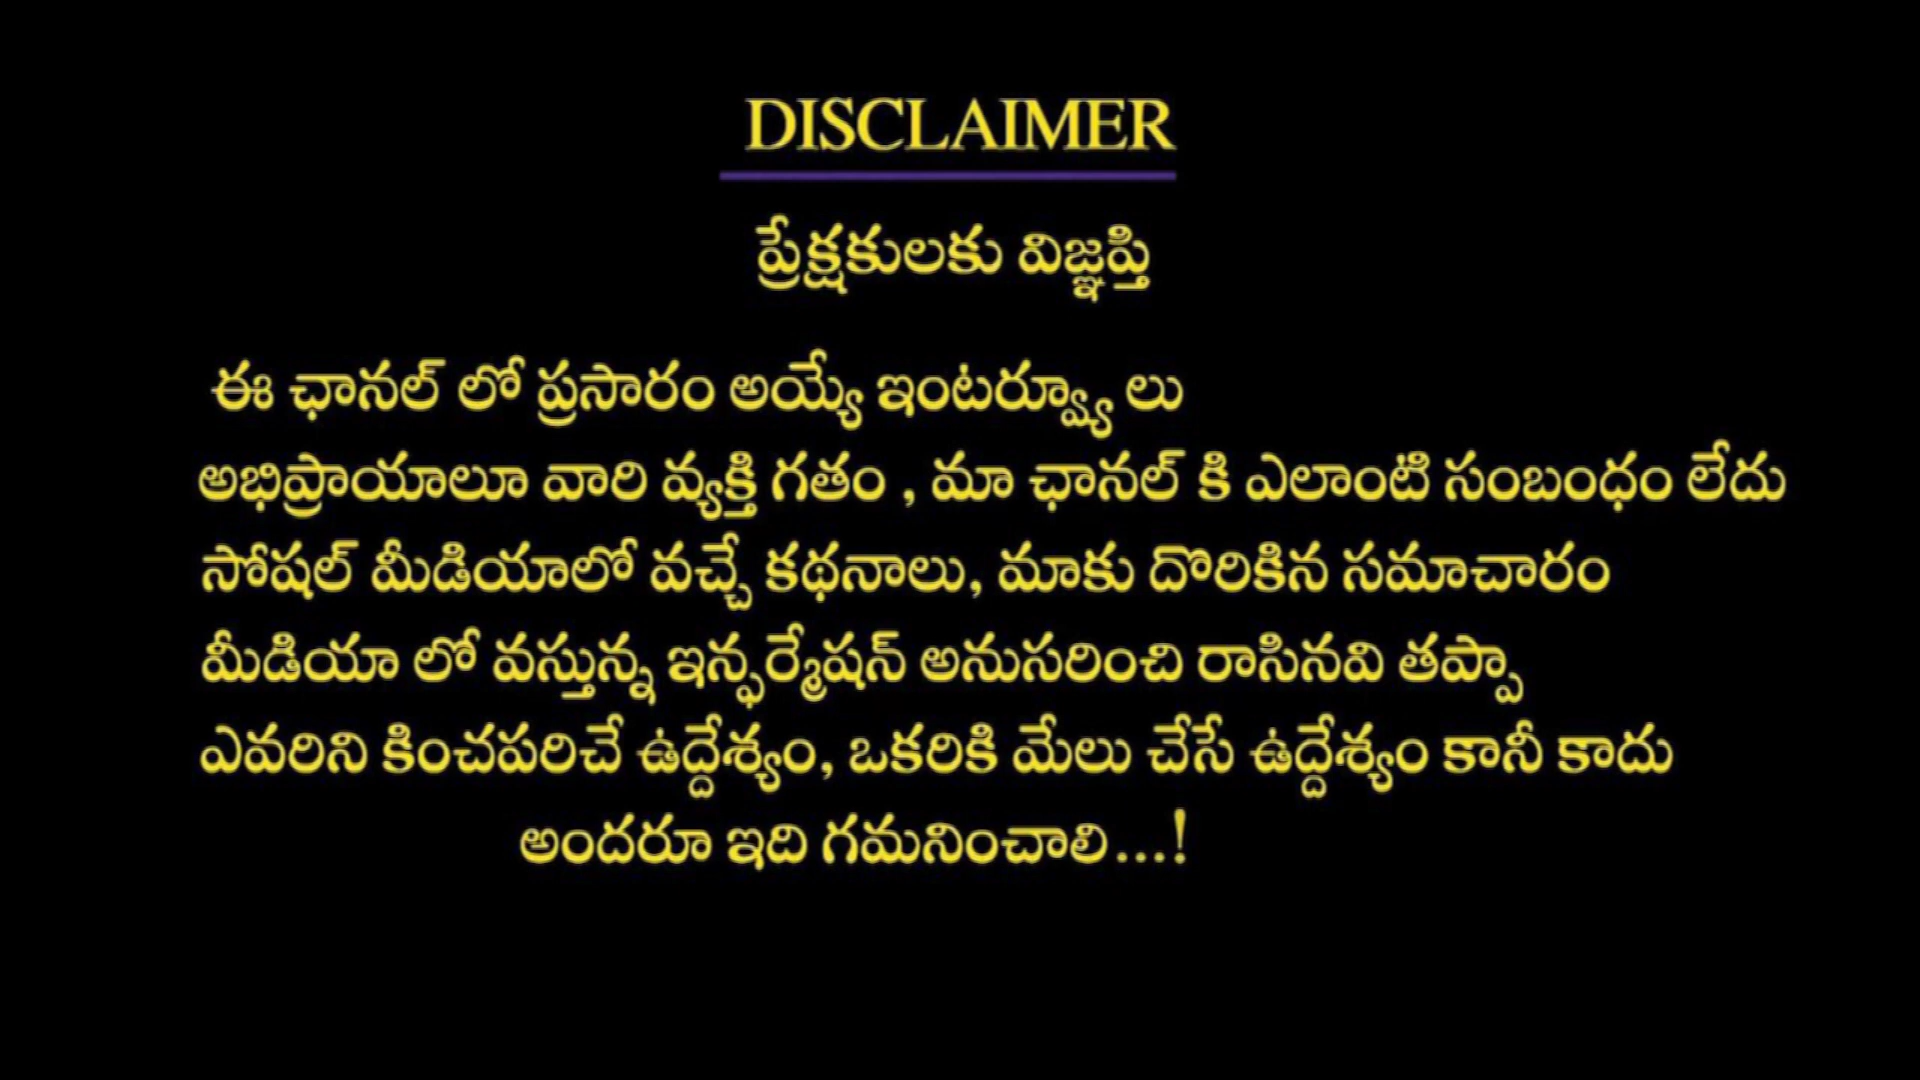 DISCLAIMER
ప్రేక్షకులకు విజ్ఞప్తి
ఈ ఛానల్ లో ప్రసారం అయ్యే ఇంటర్వ్యూ లు
అభిప్రాయాలూ వారి వ్యక్తి గతం , మా ఛానల్ కి ఎలాంటి సంబంధం లేదు
సోషల్ మీడియాలో వచ్చే కథనాలు, మాకు దొరికిన సమాచారం
మీడియా లో వస్తున్న ఇన్ఫర్మేషన్ అనుసరించి రాసినవి తప్పా
ఎవరిని కించపరిచే ఉద్దేశ్యం, ఒకరికి మేలు చేసే ఉద్దేశ్యం కానీ కాదు
అందరూ ఇది గమనించాలి...!